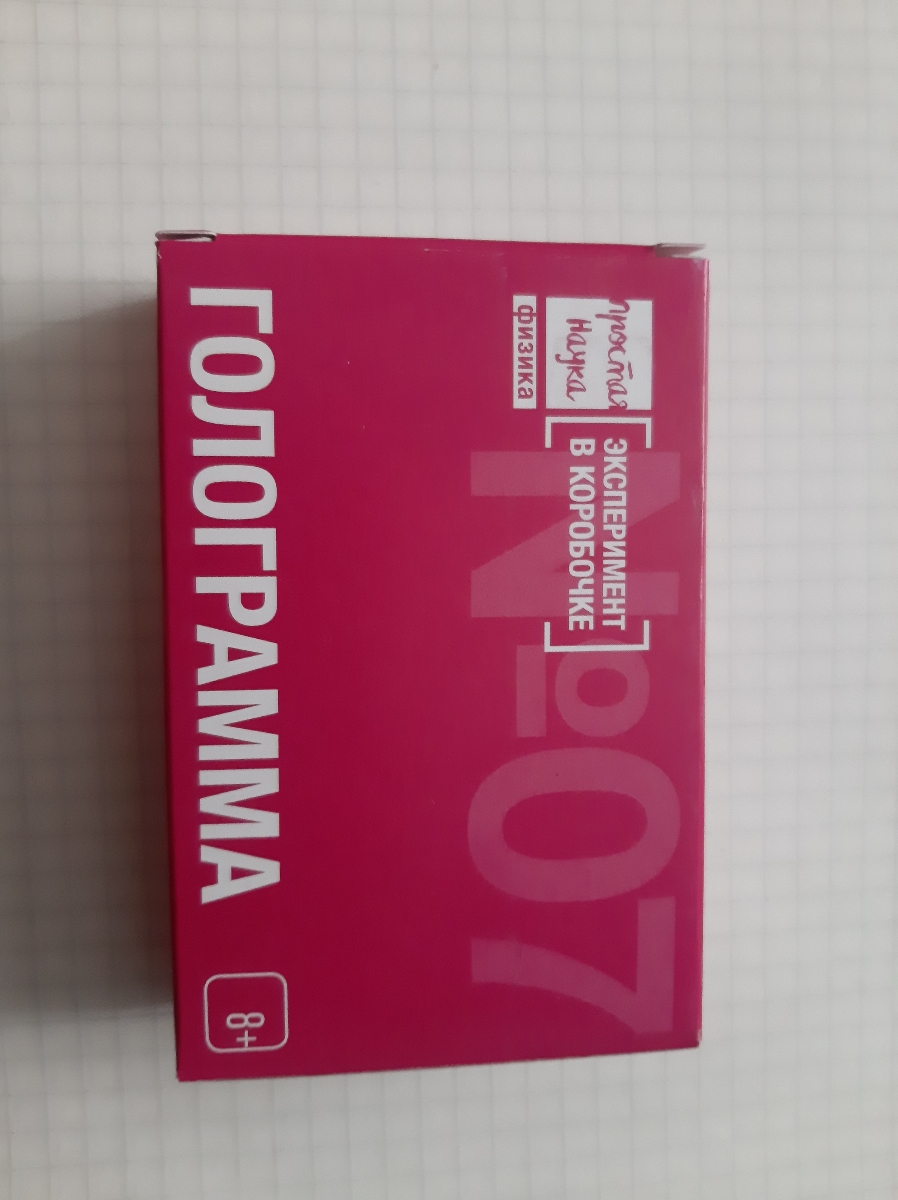 простая
наука
физика
ЭКСПЕРИМЕНТ
В КОРОБОЧКЕ
№07
ГОЛОГРАММА
8+